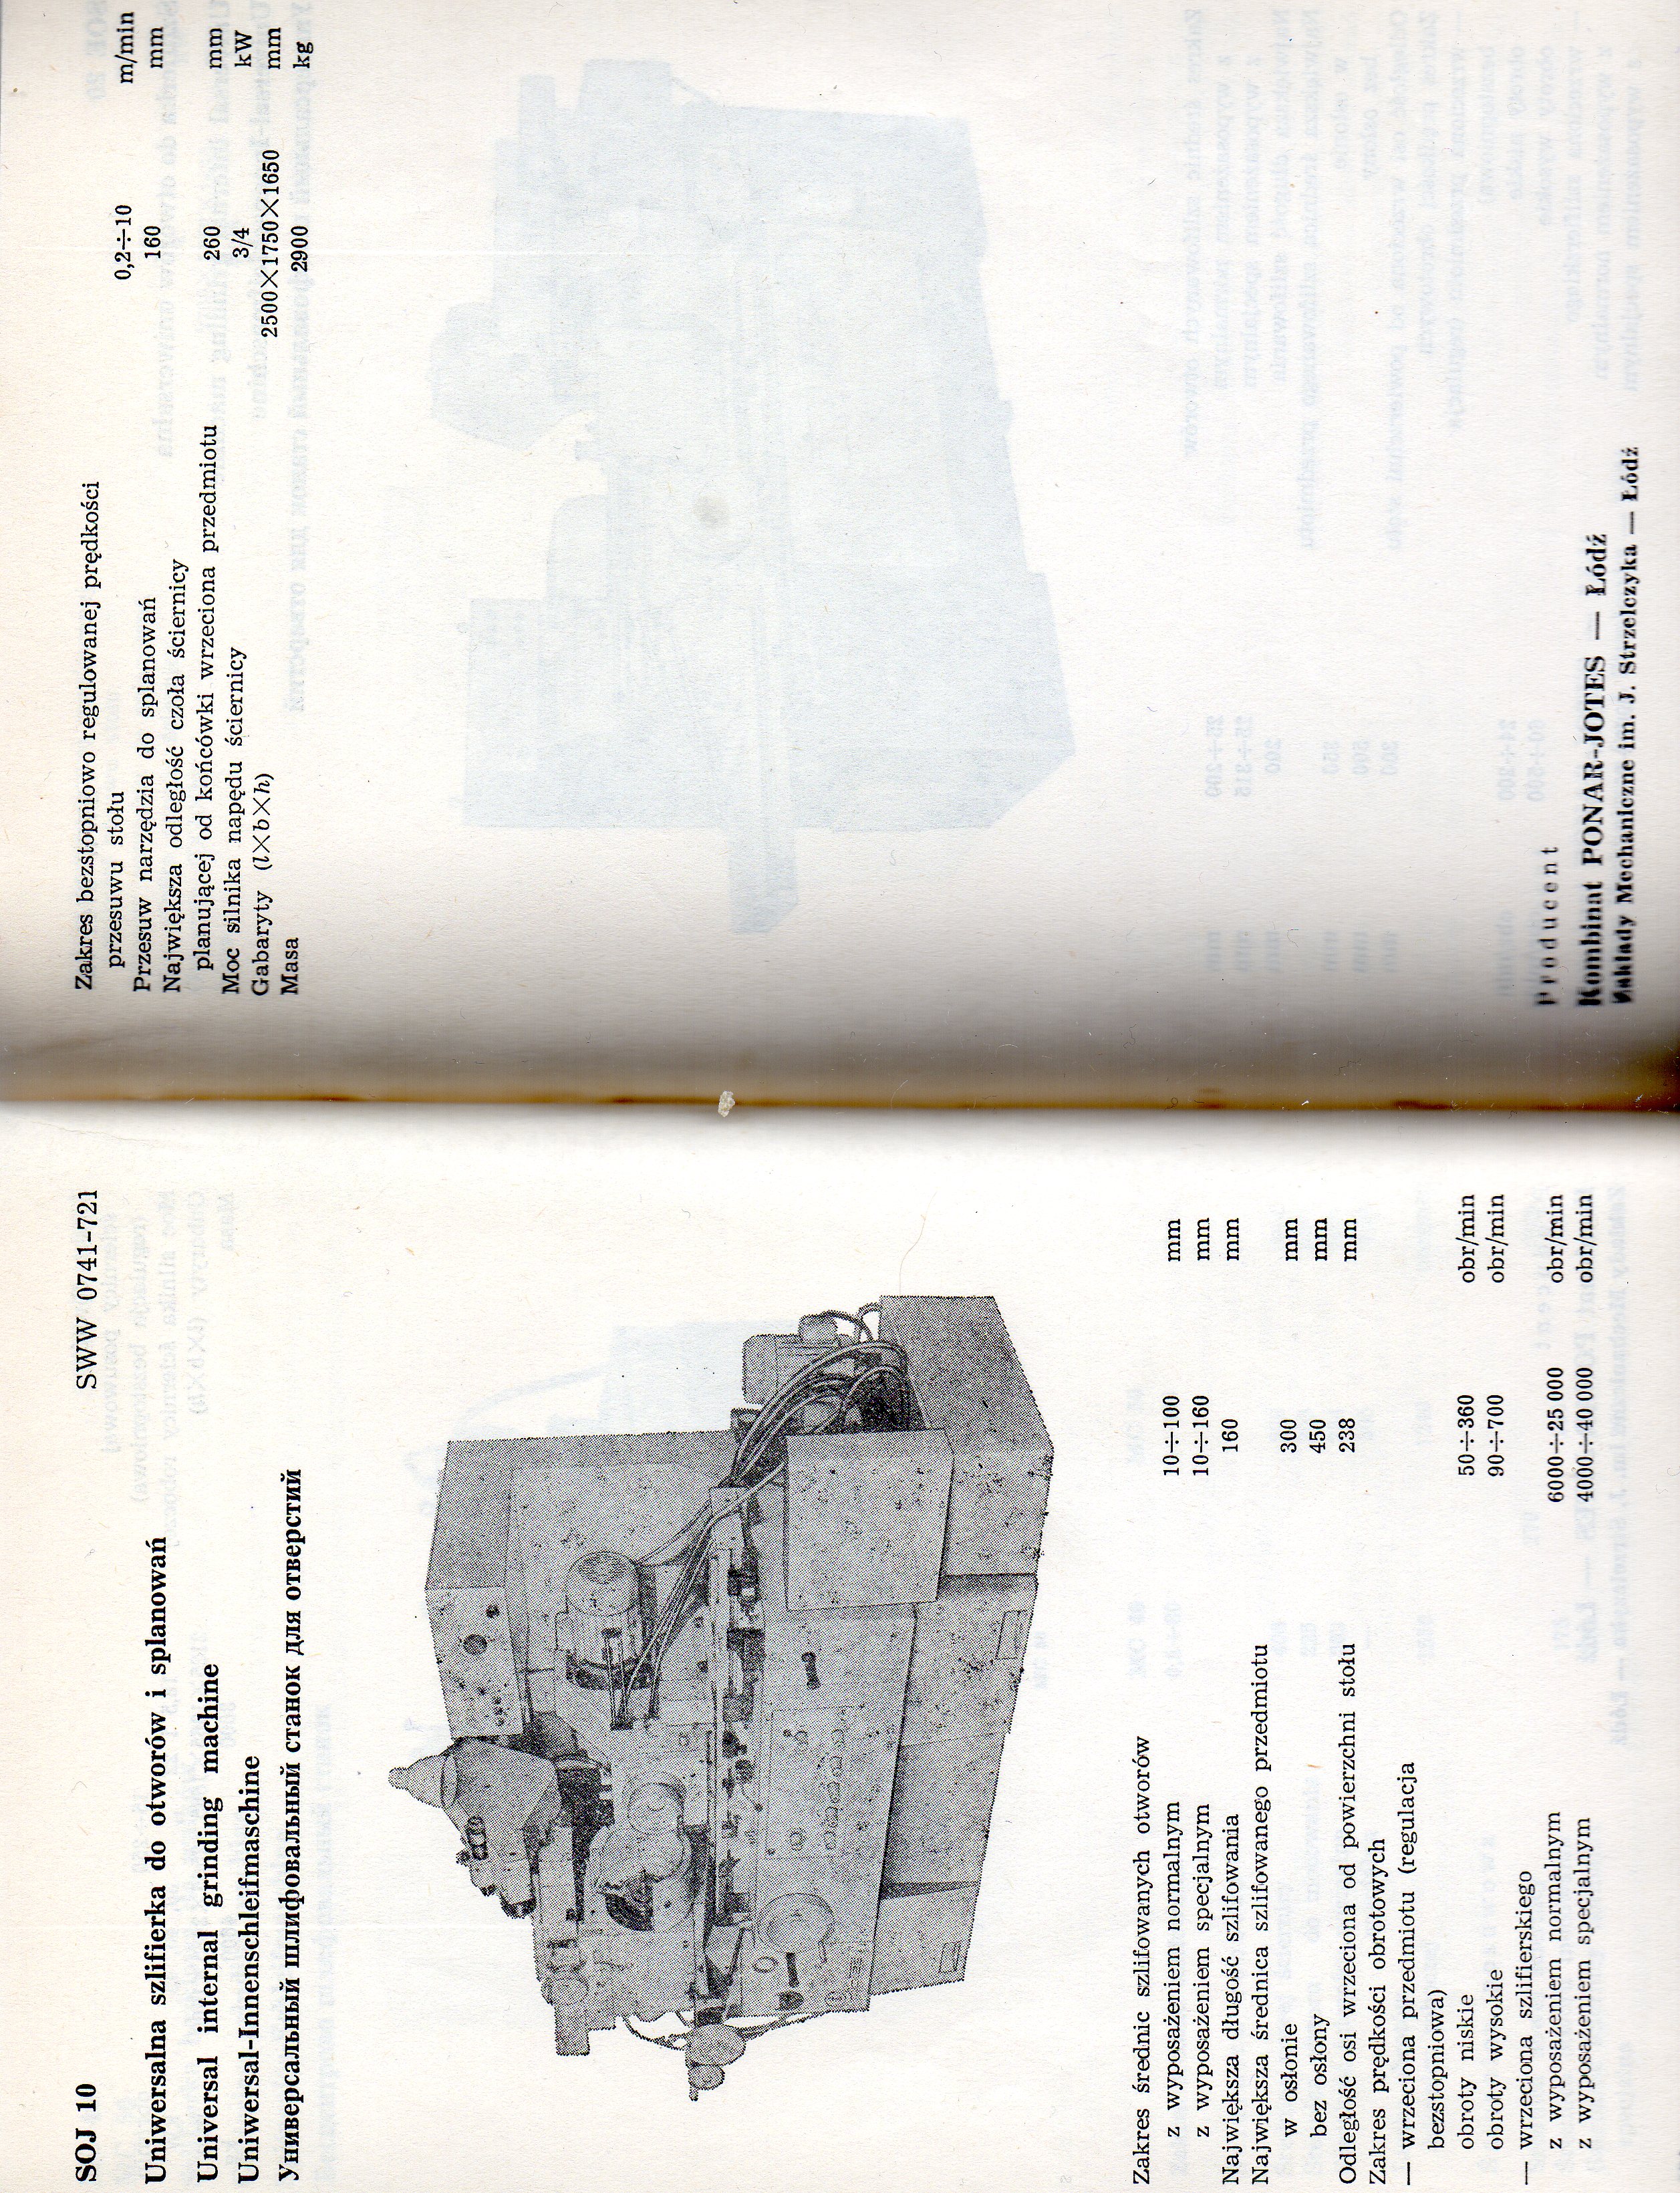 SOJ 10 SWW 0741-721
Uniwersalna szlifierka do otworów i splanowań
Universal internal grinding machine
Uniwersal-Innenschleifmaschine
Универсальный шлифовальный станок для отверстий
Zakres średnic szlifowanych otworów
z wyposażeniem normalnym 10÷100 mm
z wyposażeniem specjalnym 10÷160 mm
Największa długość szlifowania 160 mm
Największa średnica szlifowanego przedmiotu
w osłonie 300 mm
bez osłony 450 mm
Odległość osi wrzeciona od powierzchni stołu 238 mm
Zakres prędkości obrotowych
— wrzeciona przedmiotu (regulacja
bezstopniowa)
obroty niskie 50÷360 obr/min
obroty wysokie 90÷700 obr/min
— wrzeciona szlifierskiego
z wyposażeniem normalnym 6000÷25 000 obr/min
z wyposażeniem specjalnym 4000÷40 000 obr/min
Zakres bezstopniowo regulowanej prędkości
przesuwu stołu 0,2÷10 m/min
Przesuw narzędzia do splanowań 160 mm
Największa odległość czoła ściernicy
planującej od końcówki wrzeciona przedmiotu 260 mm
Moc silnika napędu ściernicy 3/4 kW
Gabaryty (l×b×h) 2500×1750×1650 mm
Masa 2900 kg
Producent
Kombinat PONAR-JOTES — Łódź
Zakłady Mechaniczne im. J. Strzelczyka — Łódź